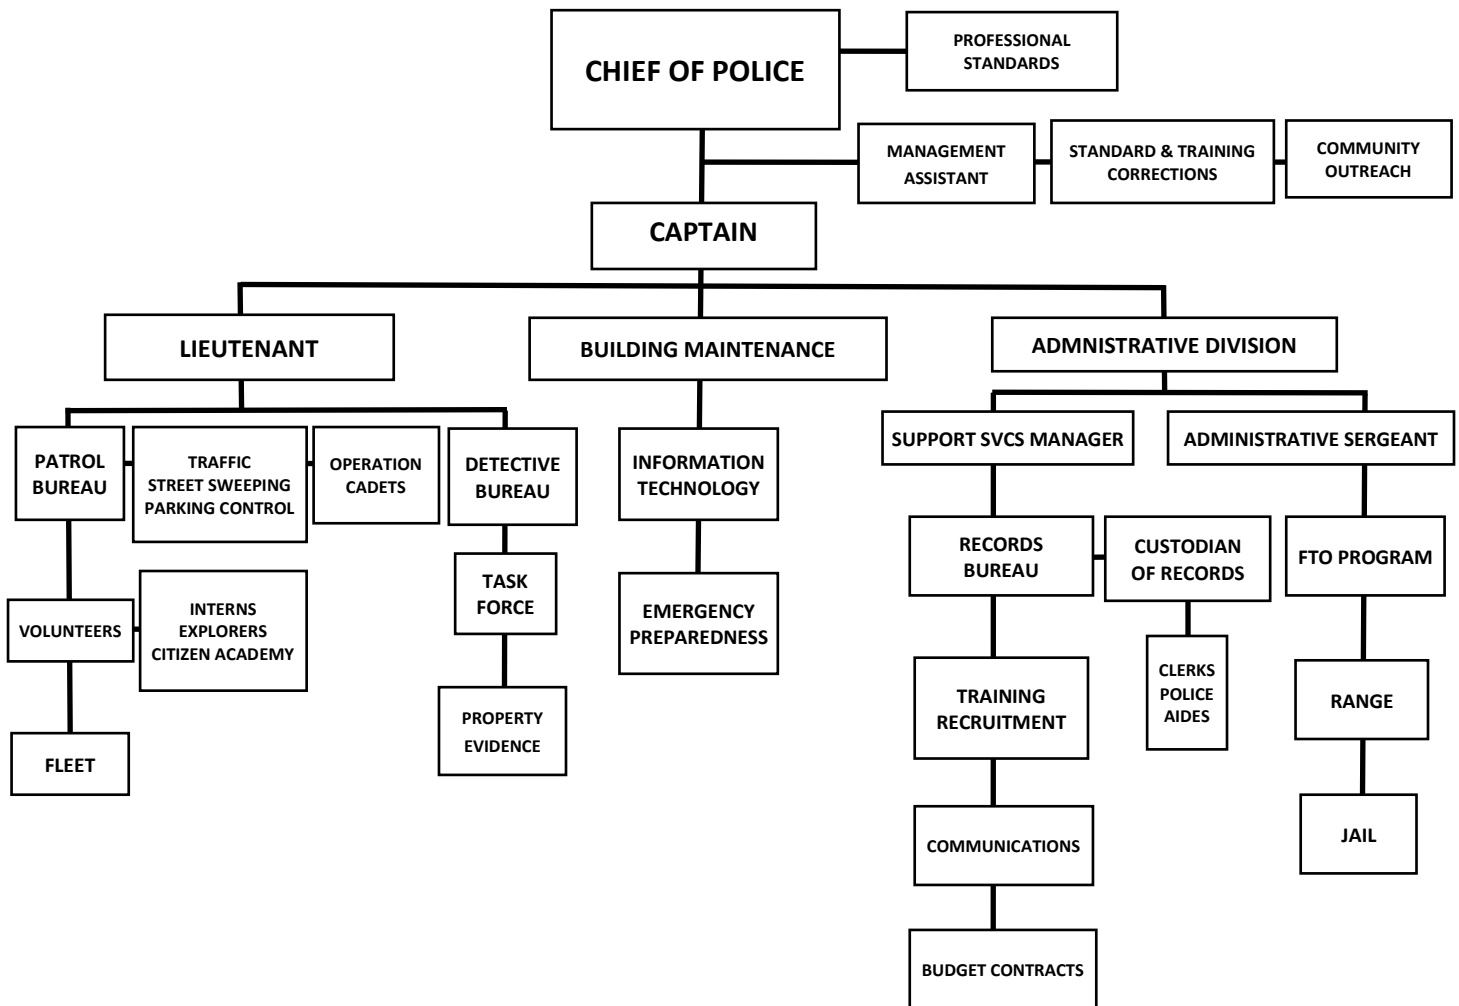 CHIEF OF POLICE
PROFESSIONAL
STANDARDS
MANAGEMENT
ASSISTANT
STANDARD & TRAINING
CORRECTIONS
COMMUNITY
OUTREACH
CAPTAIN
LIEUTENANT
BUILDING MAINTENANCE
ADMNISTRATIVE DIVISION
PATROL
BUREAU
TRAFFIC
STREET SWEEPING
PARKING CONTROL
OPERATION
CADETS
DETECTIVE
BUREAU
INFORMATION
TECHNOLOGY
SUPPORT SVCS MANAGER
ADMINISTRATIVE SERGEANT
VOLUNTEERS
INTERNS
EXPLORERS
CITIZEN ACADEMY
TASK
FORCE
EMERGENCY
PREPAREDNESS
RECORDS
BUREAU
CUSTODIAN
OF RECORDS
FTO PROGRAM
FLEET
PROPERTY
EVIDENCE
TRAINING
RECRUITMENT
CLERKS
POLICE
AIDES
RANGE
COMMUNICATIONS
JAIL
BUDGET CONTRACTS